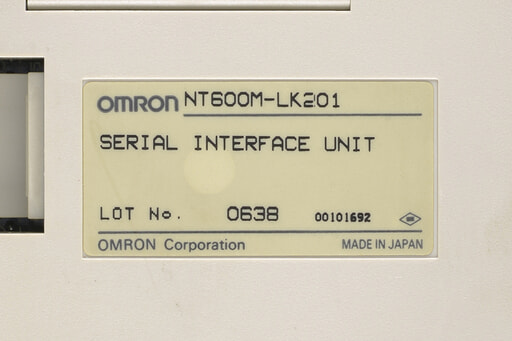 OMRON NT600M-LK201
SERIAL INTERFACE UNIT
LOT No. 0638 00101692
OMRON Corporation MADE IN JAPAN